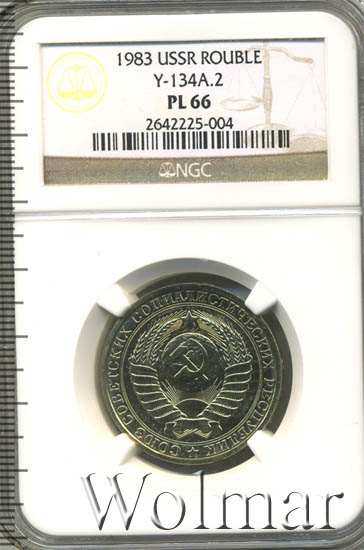 1983 USSR ROUBLE
Y-134A.2
PL 66
2642225-004
NGC
СОЮЗ СОВЕТСКИХ СОЦИАЛИСТИЧЕСКИХ РЕСПУБЛИК
Wolmar